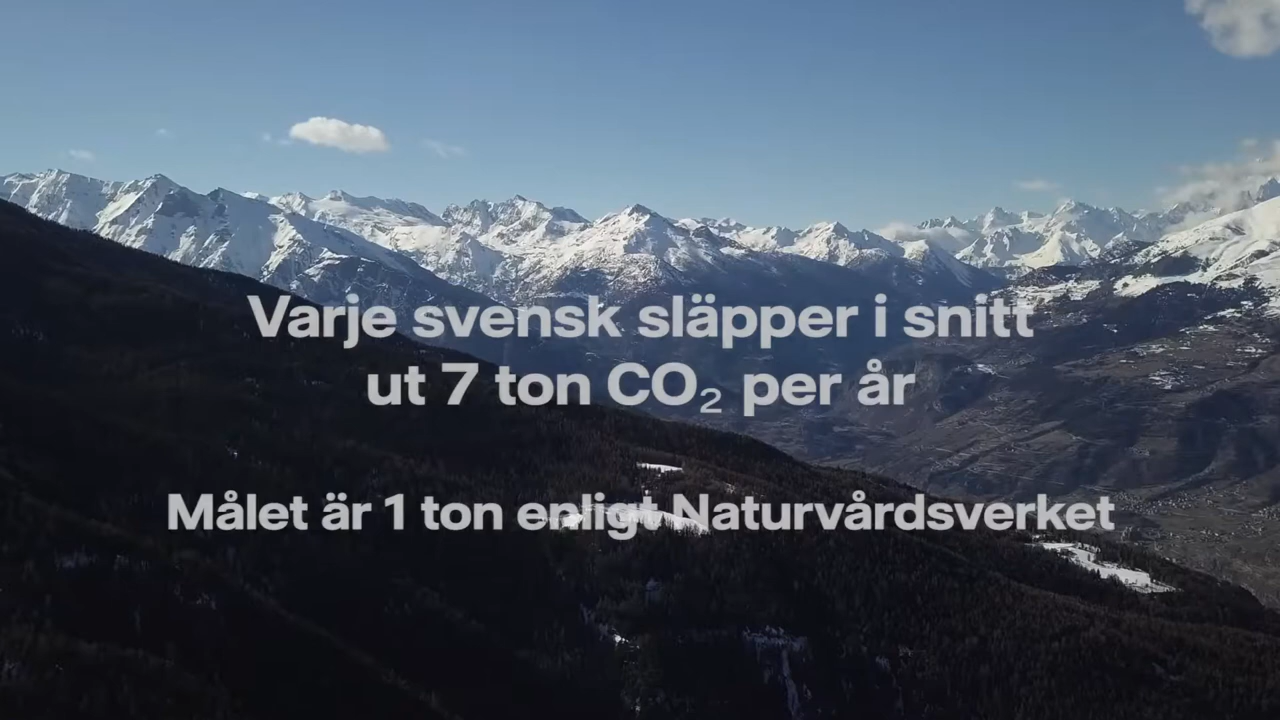 Varje svensk släpper i snitt
ut 7 ton CO₂ per år
Målet är 1 ton enligt Naturvårdsverket